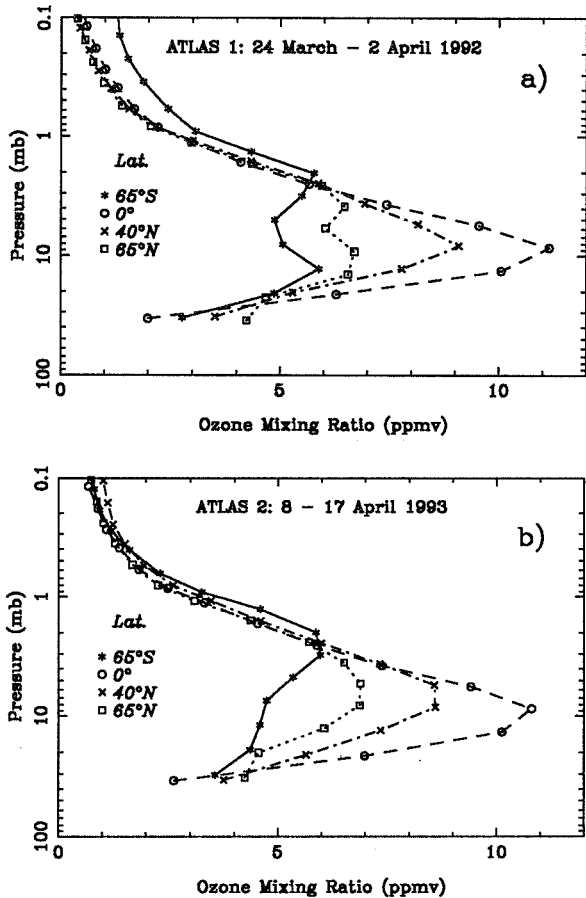 0.1
ATLAS 1: 24 March – 2 April 1992
a)
1
Pressure (mb)
Lat.
65°S
0°
40°N
65°N
10
100
0 5 10
Ozone Mixing Ratio (ppmv)
0.1
ATLAS 2: 8 – 17 April 1993
b)
1
Pressure (mb)
Lat.
65°S
0°
40°N
65°N
10
100
0 5 10
Ozone Mixing Ratio (ppmv)